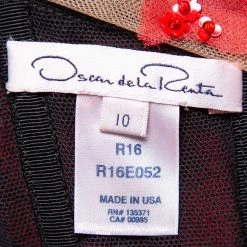 Oscar de la Renta
10
R16
R16E052
MADE IN USA
RN# 135371
CA# 00985